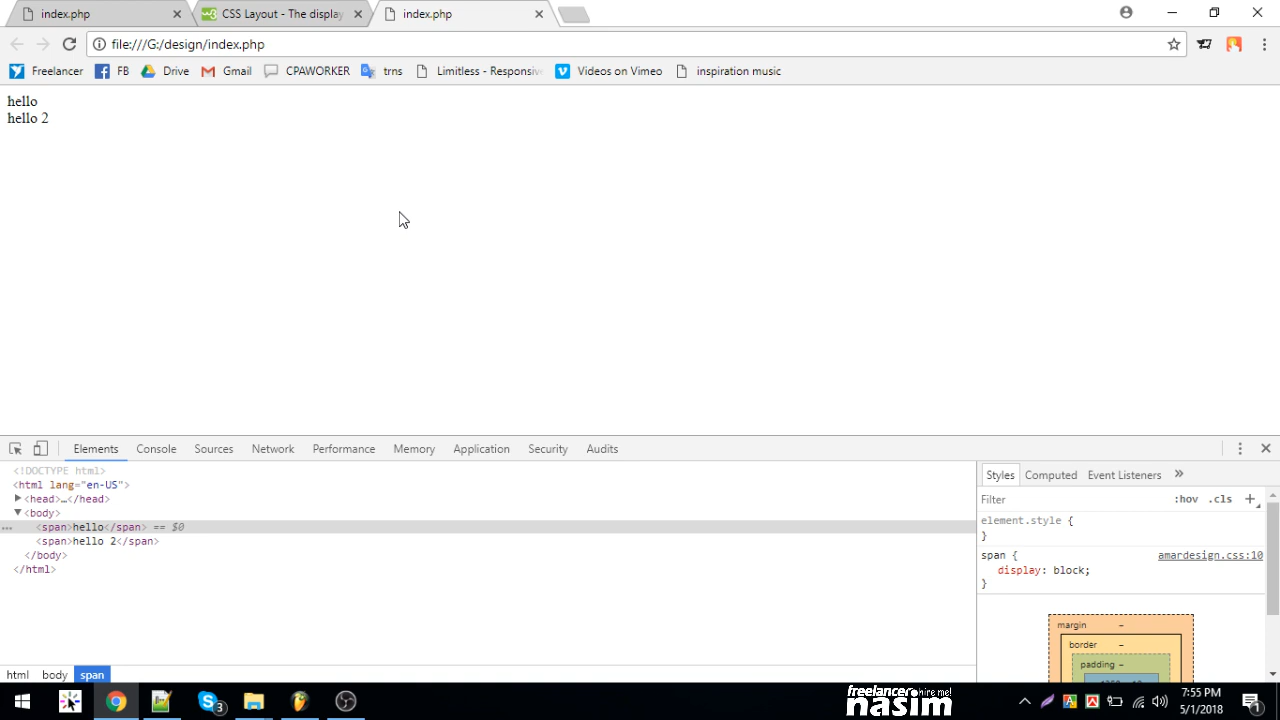 index.php
CSS Layout - The display
index.php
file:///G:/design/index.php
Freelancer
FB
Drive
Gmail
CPAWORKER
trns
Limitless - Responsiv
Videos on Vimeo
inspiration music
hello
hello 2
Elements
Console
Sources
Network
Performance
Memory
Application
Security
Audits
<!DOCTYPE html>
<html lang="en-US">
<head>…</head>
<body>
<span>hello</span> == $0
<span>hello 2</span>
</body>
</html>
Styles
Computed
Event Listeners
Filter
:hov
.cls
element.style {
}
span {
amardesign.css:10
display: block;
}
margin
border
padding
html
body
span
3
freelancer
hire me!
nasim
7:55 PM
5/1/2018
1